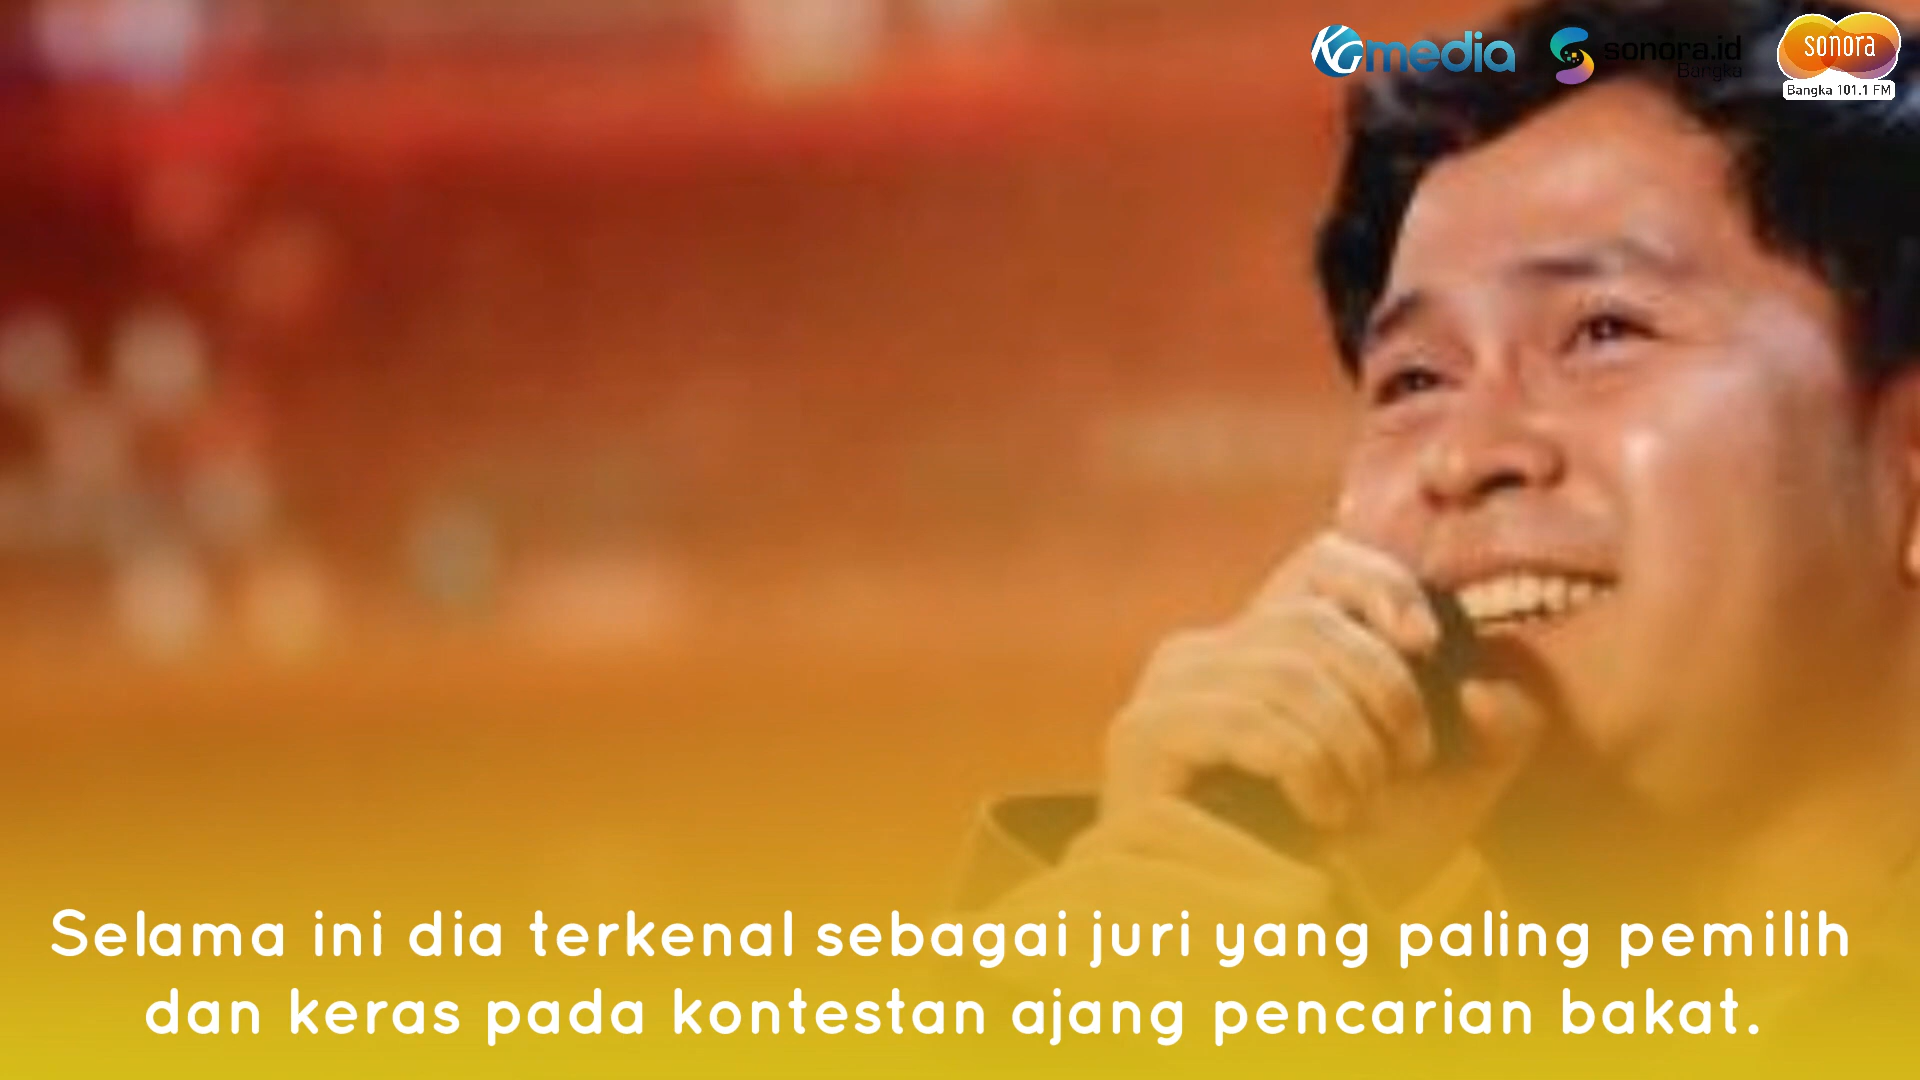 KGmedia
sonora.id
Bangka
sonora
Bangka 101.1 FM
Selama ini dia terkenal sebagai juri yang paling pemilih
dan keras pada kontestan ajang pencarian bakat.